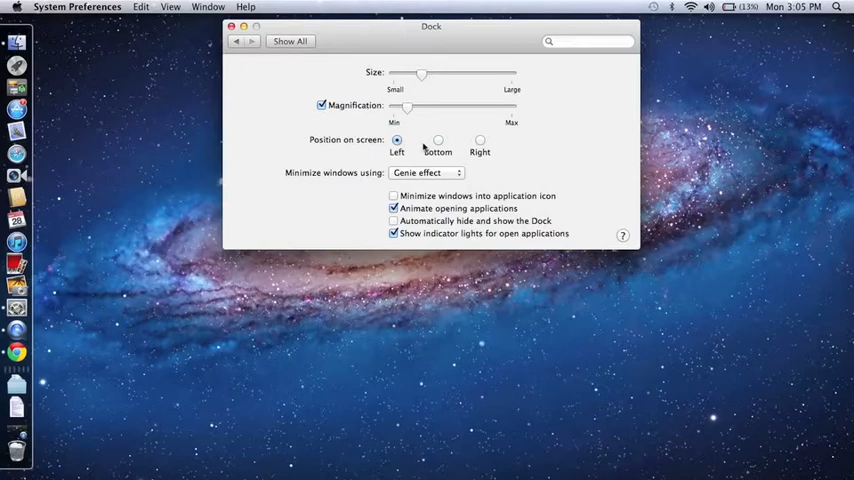 System Preferences Edit View Window Help (13%) Mon 3:05 PM
Dock
Show All
Size:
Small Large
Magnification:
Min Max
Position on screen:
Left Bottom Right
Minimize windows using: Genie effect
Minimize windows into application icon
Animate opening applications
Automatically hide and show the Dock
Show indicator lights for open applications
?
28